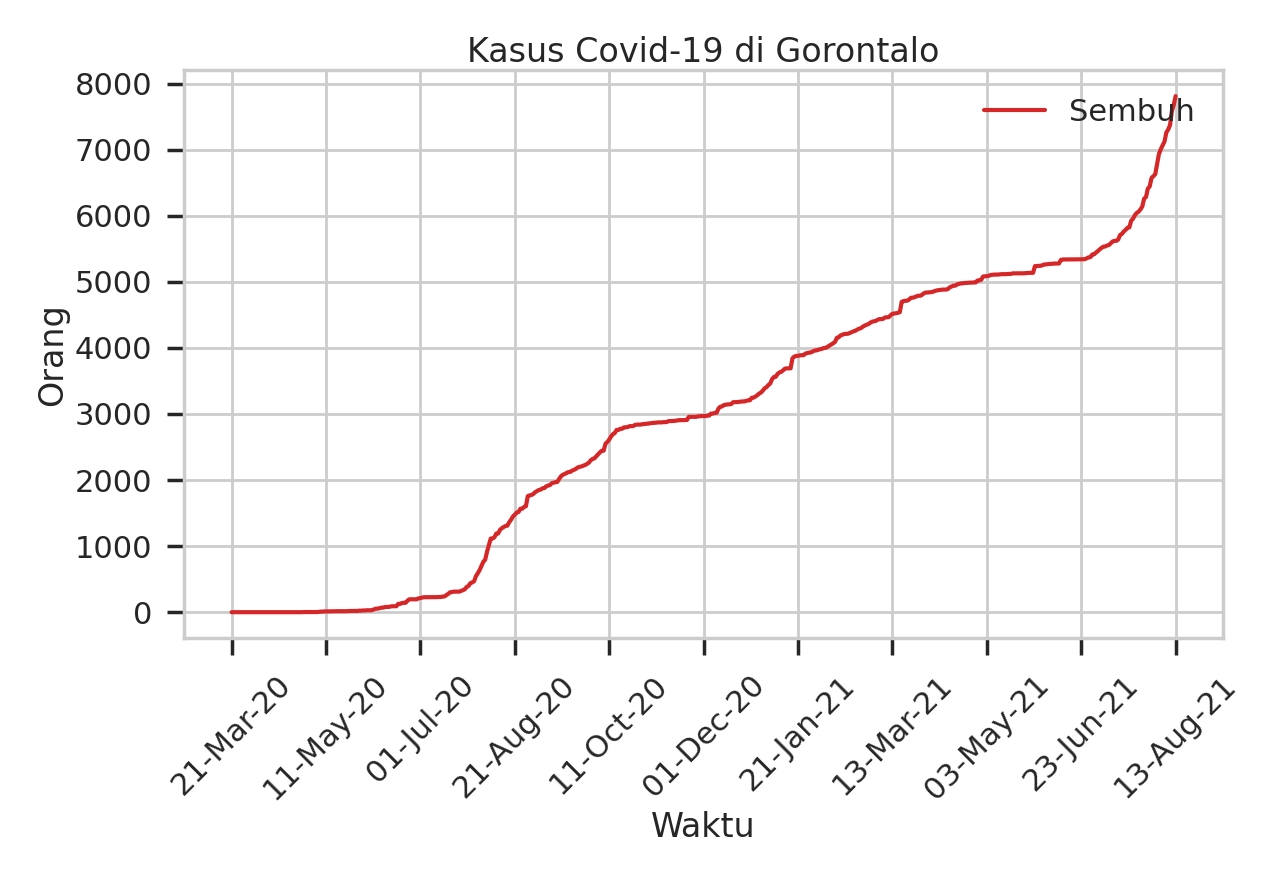 Kasus Covid-19 di Gorontalo
Sembuh
8000
7000
6000
5000
4000
3000
2000
1000
0
Orang
21-Mar-20
11-May-20
01-Jul-20
21-Aug-20
11-Oct-20
01-Dec-20
21-Jan-21
13-Mar-21
03-May-21
23-Jun-21
13-Aug-21
Waktu